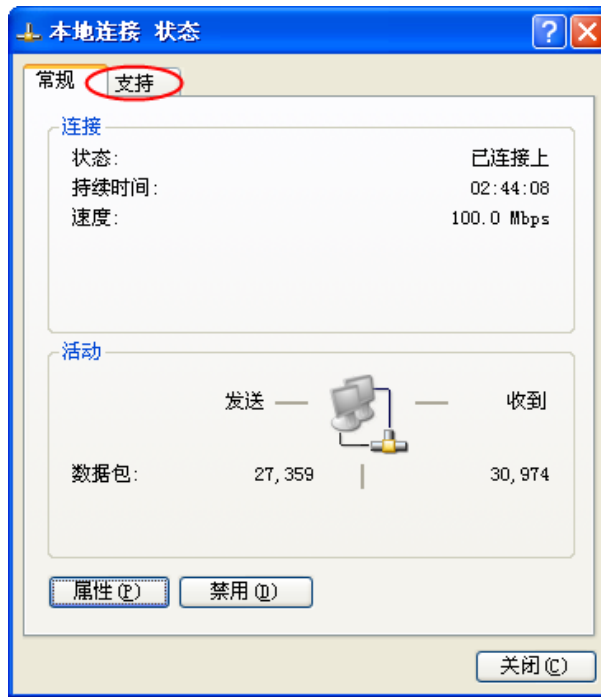 本地连接 状态
常规 支持
连接
状态: 已连接上
持续时间: 02:44:08
速度: 100.0 Mbps
活动
发送 收到
数据包: 27,359 30,974
属性(P) 禁用(D)
关闭(C)